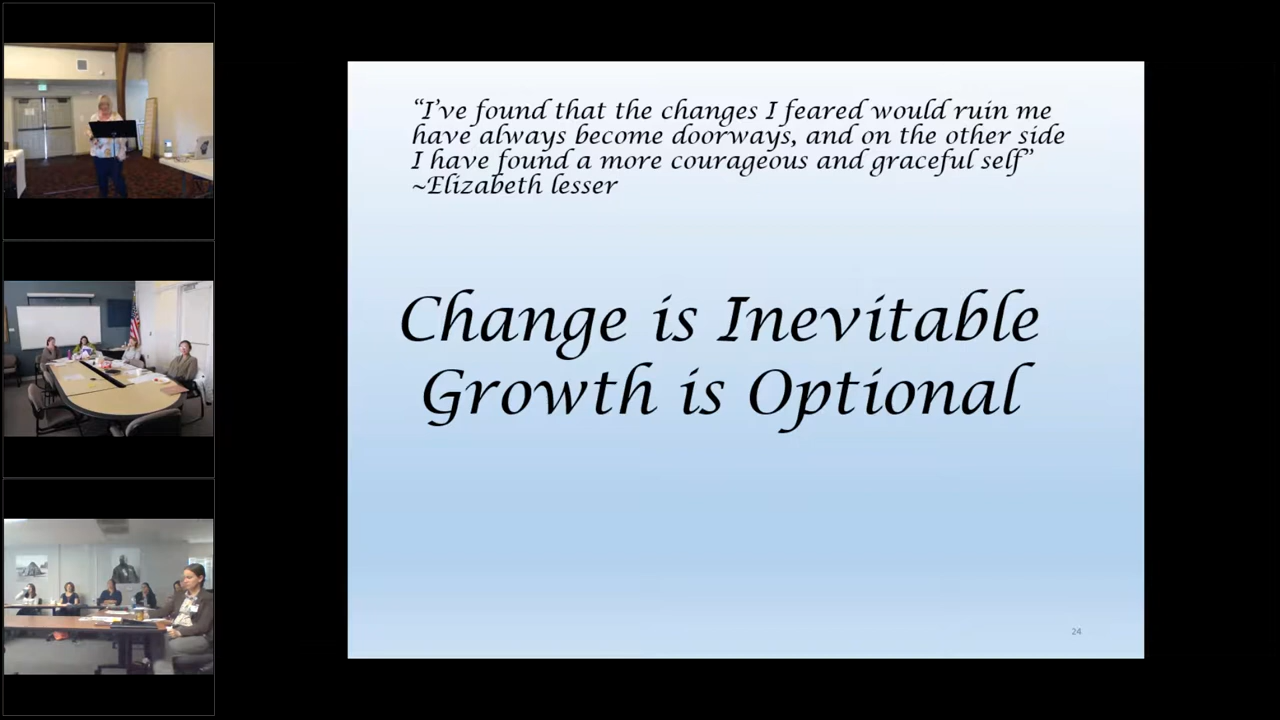 “I’ve found that the changes I feared would ruin me
have always become doorways, and on the other side
I have found a more courageous and graceful self”
~Elizabeth lesser
Change is Inevitable
Growth is Optional
24